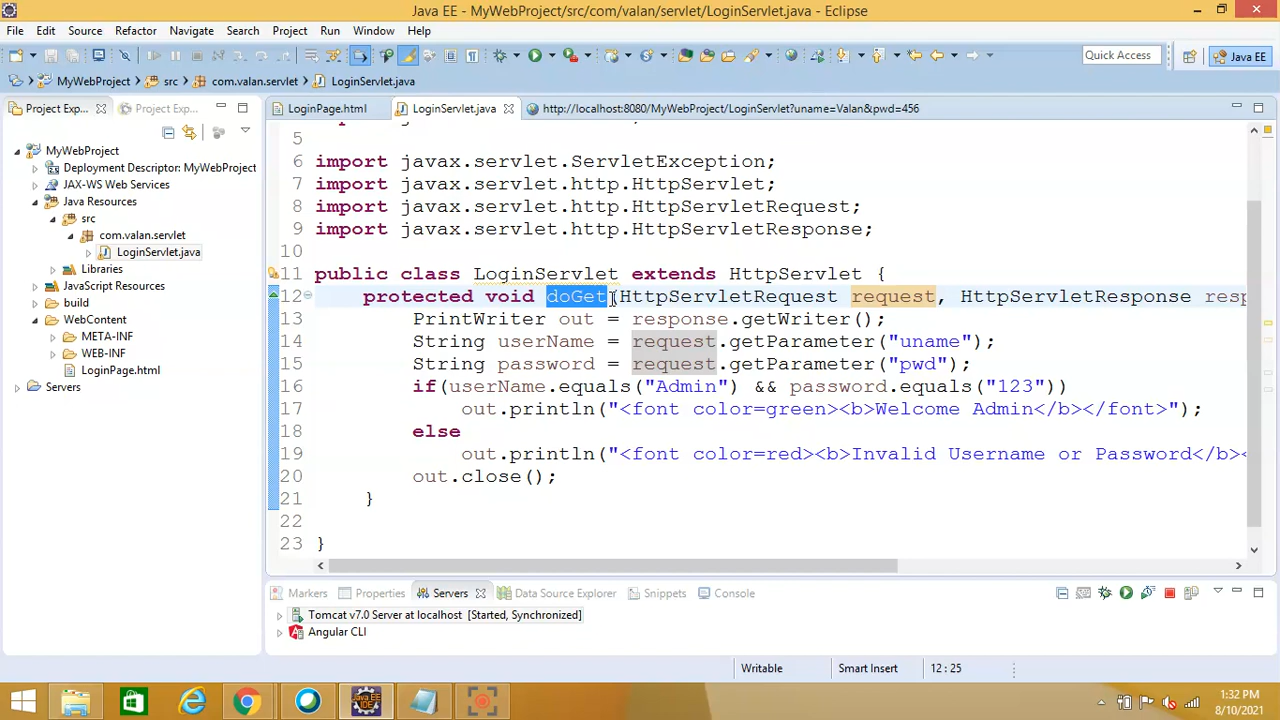 Java EE - MyWebProject/src/com/valan/servlet/LoginServlet.java - Eclipse
File Edit Source Refactor Navigate Search Project Run Window Help
Quick Access Java EE
MyWebProject src com.valan.servlet LoginServlet.java
Project Exp... Project Exp...
LoginPage.html LoginServlet.java http://localhost:8080/MyWebProject/LoginServlet?uname=Valan&pwd=456
MyWebProject
Deployment Descriptor: MyWebProject
JAX-WS Web Services
Java Resources
src
com.valan.servlet
LoginServlet.java
Libraries
JavaScript Resources
build
WebContent
META-INF
WEB-INF
LoginPage.html
Servers
5
6 import javax.servlet.ServletException;
7 import javax.servlet.http.HttpServlet;
8 import javax.servlet.http.HttpServletRequest;
9 import javax.servlet.http.HttpServletResponse;
10
11 public class LoginServlet extends HttpServlet {
12 protected void doGet(HttpServletRequest request, HttpServletResponse resp
13 PrintWriter out = response.getWriter();
14 String userName = request.getParameter("uname");
15 String password = request.getParameter("pwd");
16 if(userName.equals("Admin") && password.equals("123"))
17 out.println("<font color=green><b>Welcome Admin</b></font>");
18 else
19 out.println("<font color=red><b>Invalid Username or Password</b><
20 out.close();
21 }
22
23 }
Markers Properties Servers Data Source Explorer Snippets Console
Tomcat v7.0 Server at localhost [Started, Synchronized]
Angular CLI
Writable Smart Insert 12 : 25
Java EE
IDE
1:32 PM
8/10/2021